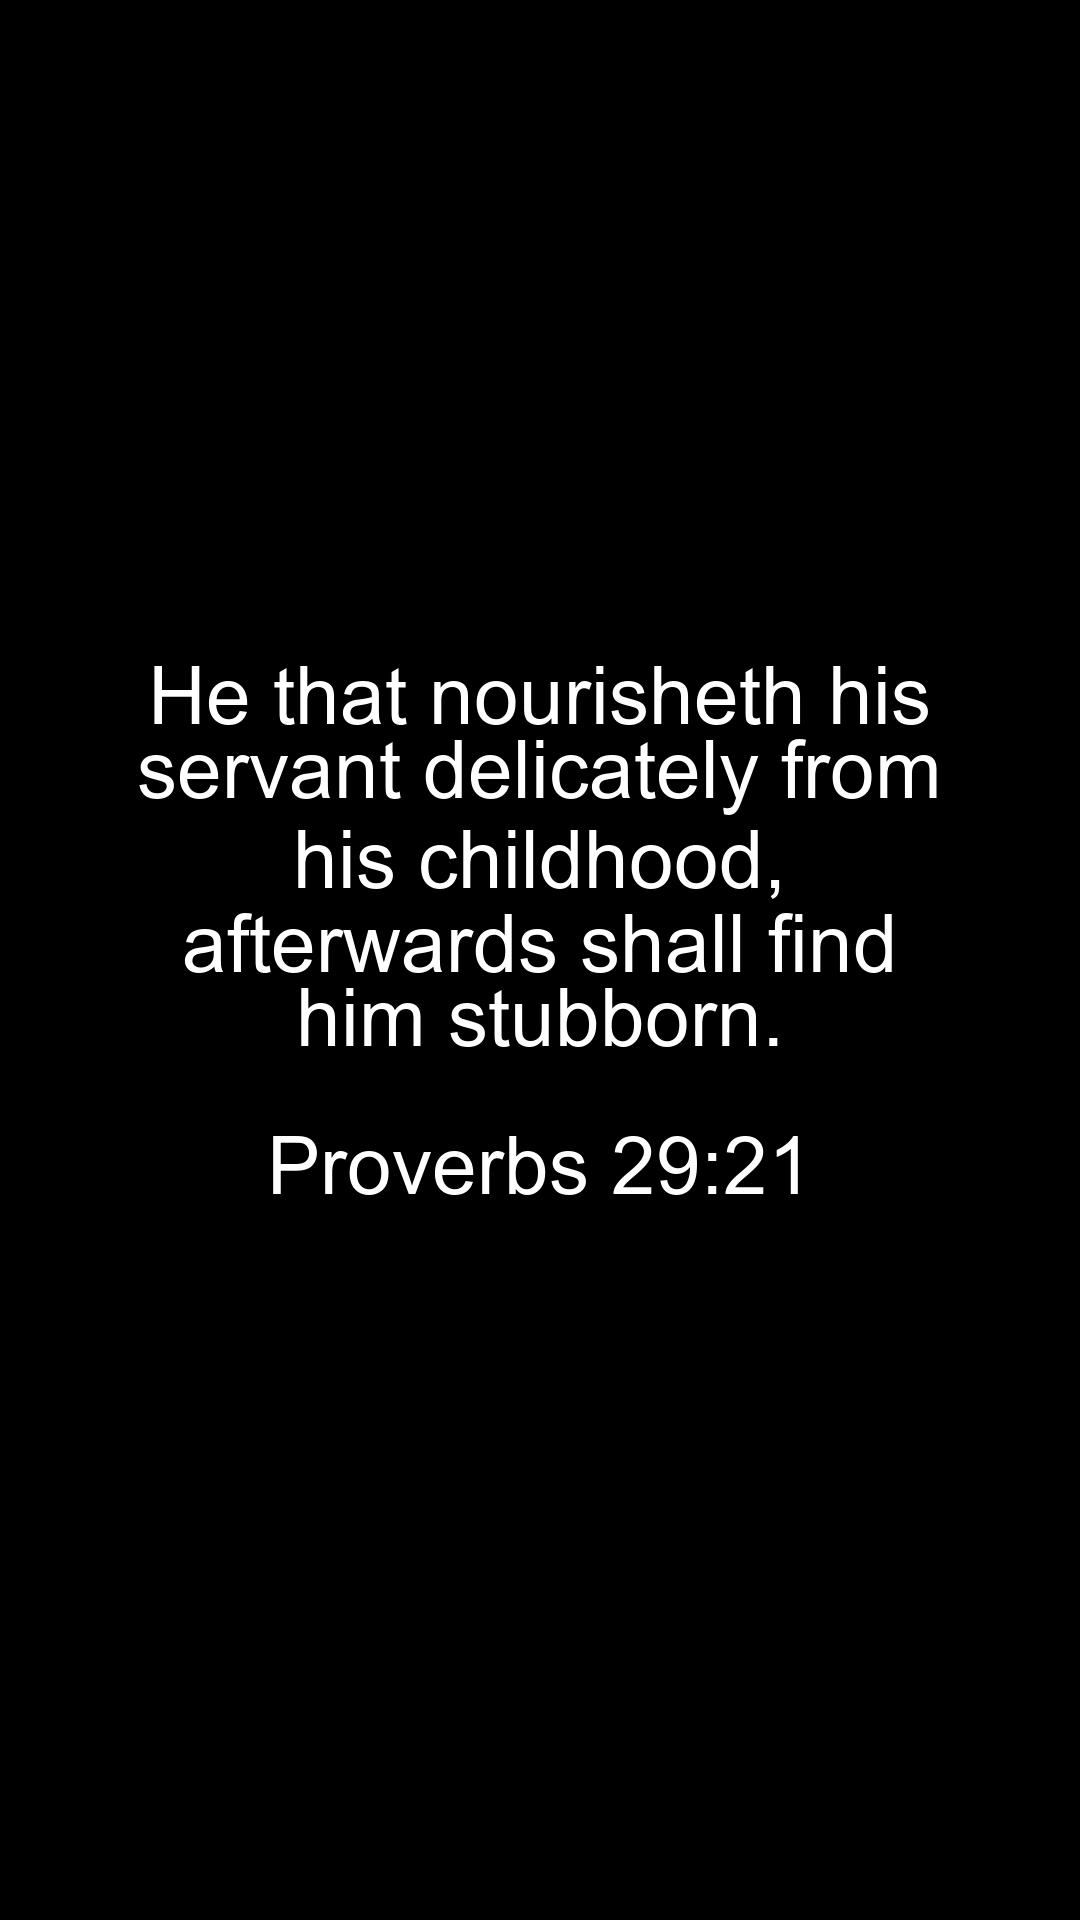 He that nourisheth his
servant delicately from
his childhood,
afterwards shall find
him stubborn.
Proverbs 29:21